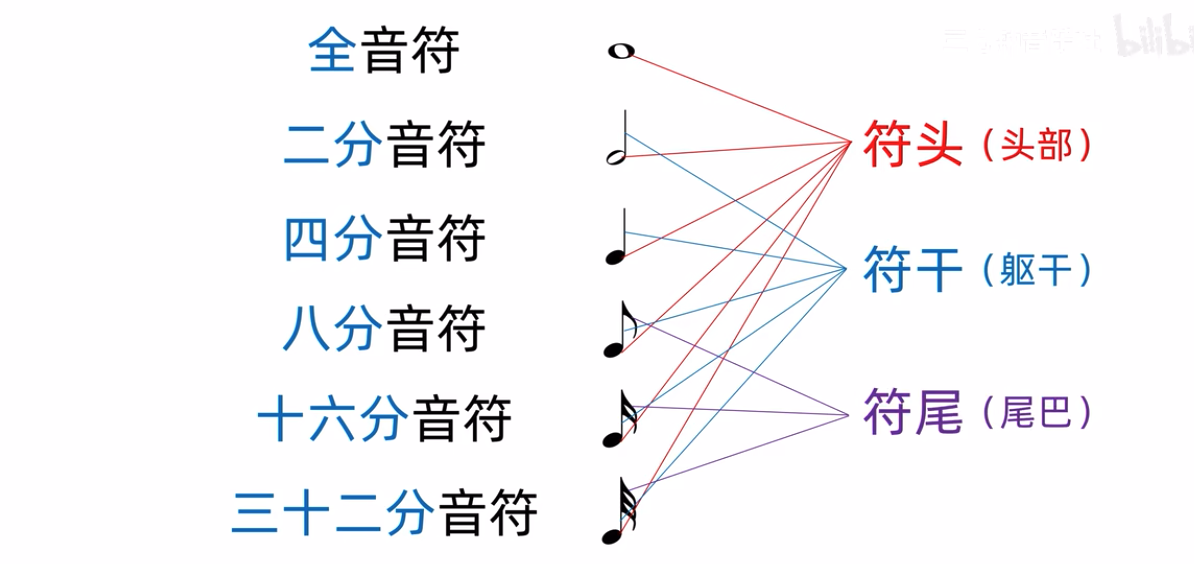 全音符
二分音符
四分音符
八分音符
十六分音符
三十二分音符
符头（头部）
符干（躯干）
符尾（尾巴）
bilibi